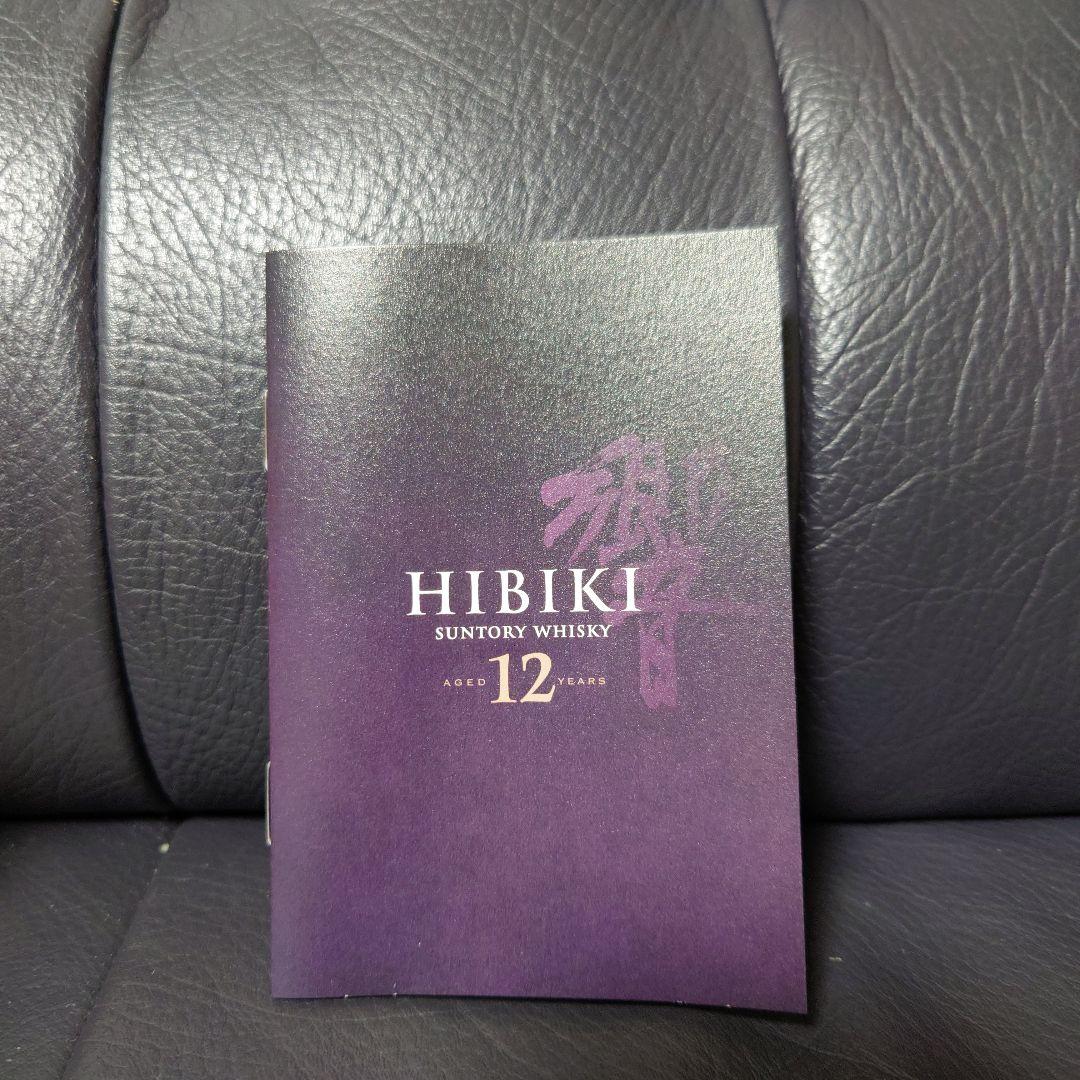 響
HIBIKI
SUNTORY WHISKY
AGED 12 YEARS